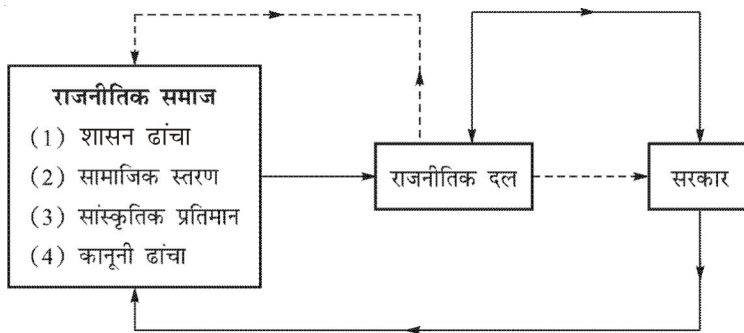 राजनीतिक समाज
(1) शासन ढांचा
(2) सामाजिक स्तरण
(3) सांस्कृतिक प्रतिमान
(4) कानूनी ढांचा
राजनीतिक दल
सरकार